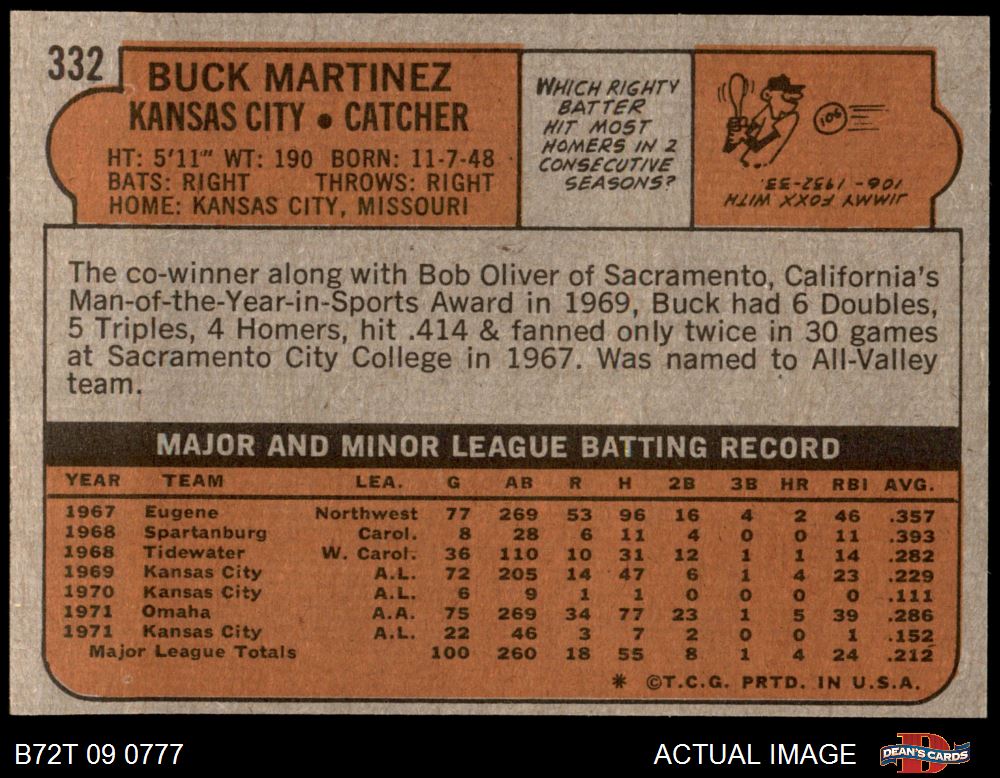 332
BUCK MARTINEZ
KANSAS CITY • CATCHER
HT: 5'11" WT: 190 BORN: 11-7-48
BATS: RIGHT THROWS: RIGHT
HOME: KANSAS CITY, MISSOURI
WHICH RIGHTY
BATTER
HIT MOST
HOMERS IN 2
CONSECUTIVE
SEASONS?
106
JIMMY FOXX WITH
106 - 1932-33.
The co-winner along with Bob Oliver of Sacramento, California's
Man-of-the-Year-in-Sports Award in 1969, Buck had 6 Doubles,
5 Triples, 4 Homers, hit .414 & fanned only twice in 30 games
at Sacramento City College in 1967. Was named to All-Valley
team.
MAJOR AND MINOR LEAGUE BATTING RECORD
YEAR TEAM LEA. G AB R H 2B 3B HR RBI AVG.
1967 Eugene Northwest 77 269 53 96 16 4 2 46 .357
1968 Spartanburg Carol. 8 28 6 11 4 0 0 11 .393
1968 Tidewater W. Carol. 36 110 10 31 12 1 1 14 .282
1969 Kansas City A.L. 72 205 14 47 6 1 4 23 .229
1970 Kansas City A.L. 6 9 1 1 0 0 0 0 .111
1971 Omaha A.A. 75 269 34 77 23 1 5 39 .286
1971 Kansas City A.L. 22 46 3 7 2 0 0 1 .152
Major League Totals 100 260 18 55 8 1 4 24 .212
* ©T.C.G. PRTD. IN U.S.A.
B72T 09 0777
ACTUAL IMAGE
DEAN'S CARDS